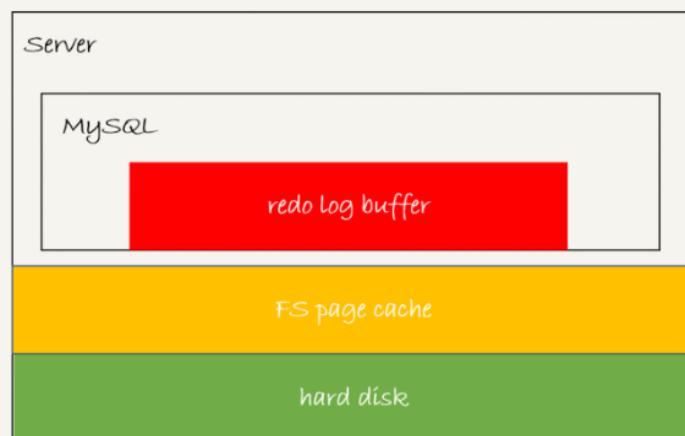 Server
MySQL
redo log buffer
FS page cache
hard disk